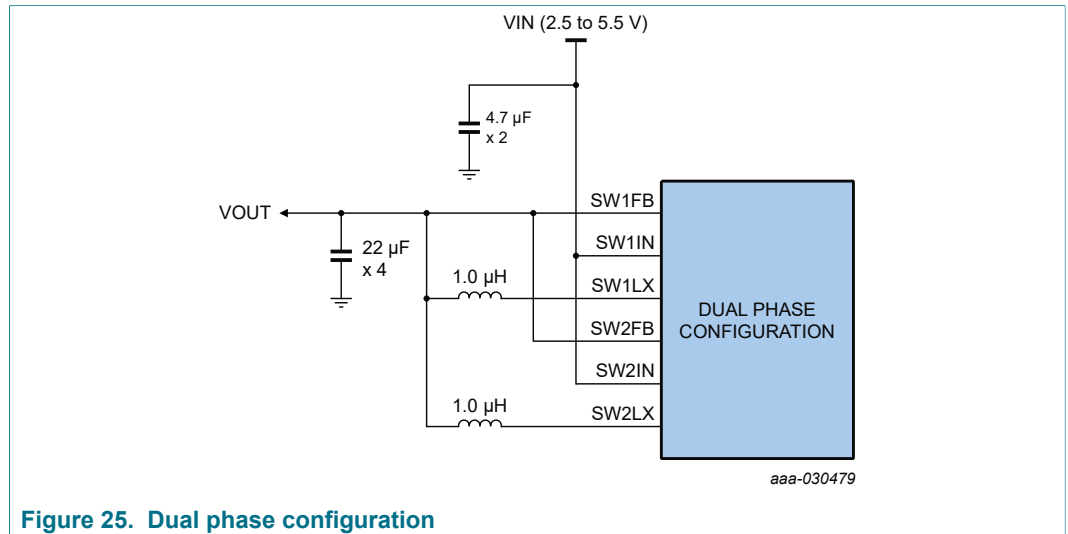 VIN (2.5 to 5.5 V)
4.7 µF
x 2
SW1FB
VOUT
SW1IN
22 µF
x 4
1.0 µH
SW1LX
DUAL PHASE
CONFIGURATION
SW2FB
SW2IN
1.0 µH
SW2LX
aaa-030479
Figure 25. Dual phase configuration